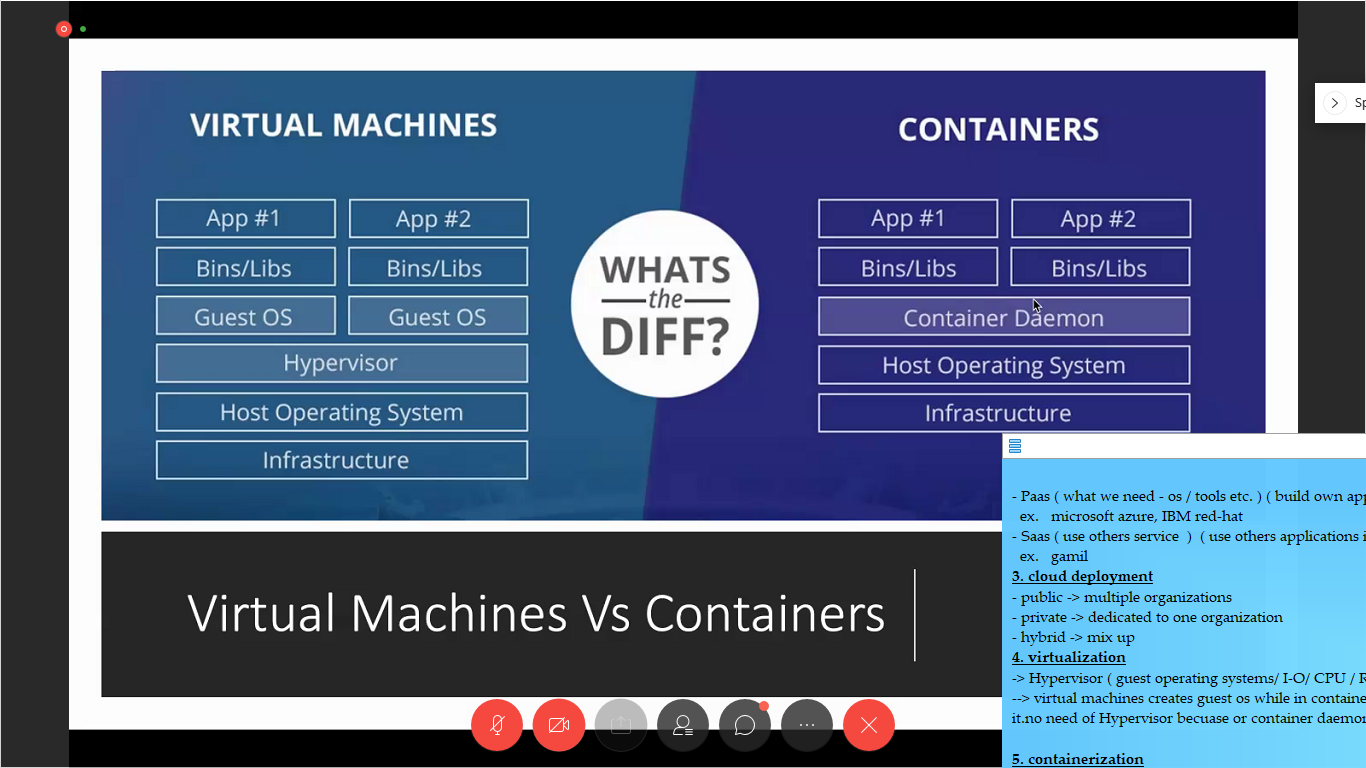 VIRTUAL MACHINES
App #1 App #2
Bins/Libs Bins/Libs
Guest OS Guest OS
Hypervisor
Host Operating System
Infrastructure
WHATS
the
DIFF?
CONTAINERS
App #1 App #2
Bins/Libs Bins/Libs
Container Daemon
Host Operating System
Infrastructure
Sp
Virtual Machines Vs Containers
- Paas ( what we need - os / tools etc. ) ( build own app
ex. microsoft azure, IBM red-hat
- Saas ( use others service ) ( use others applications i
ex. gamil
3. cloud deployment
- public -> multiple organizations
- private -> dedicated to one organization
- hybrid -> mix up
4. virtualization
-> Hypervisor ( guest operating systems/ I-O/ CPU / R
--> virtual machines creates guest os while in containe
it.no need of Hypervisor becuase or container daemon
5. containerization